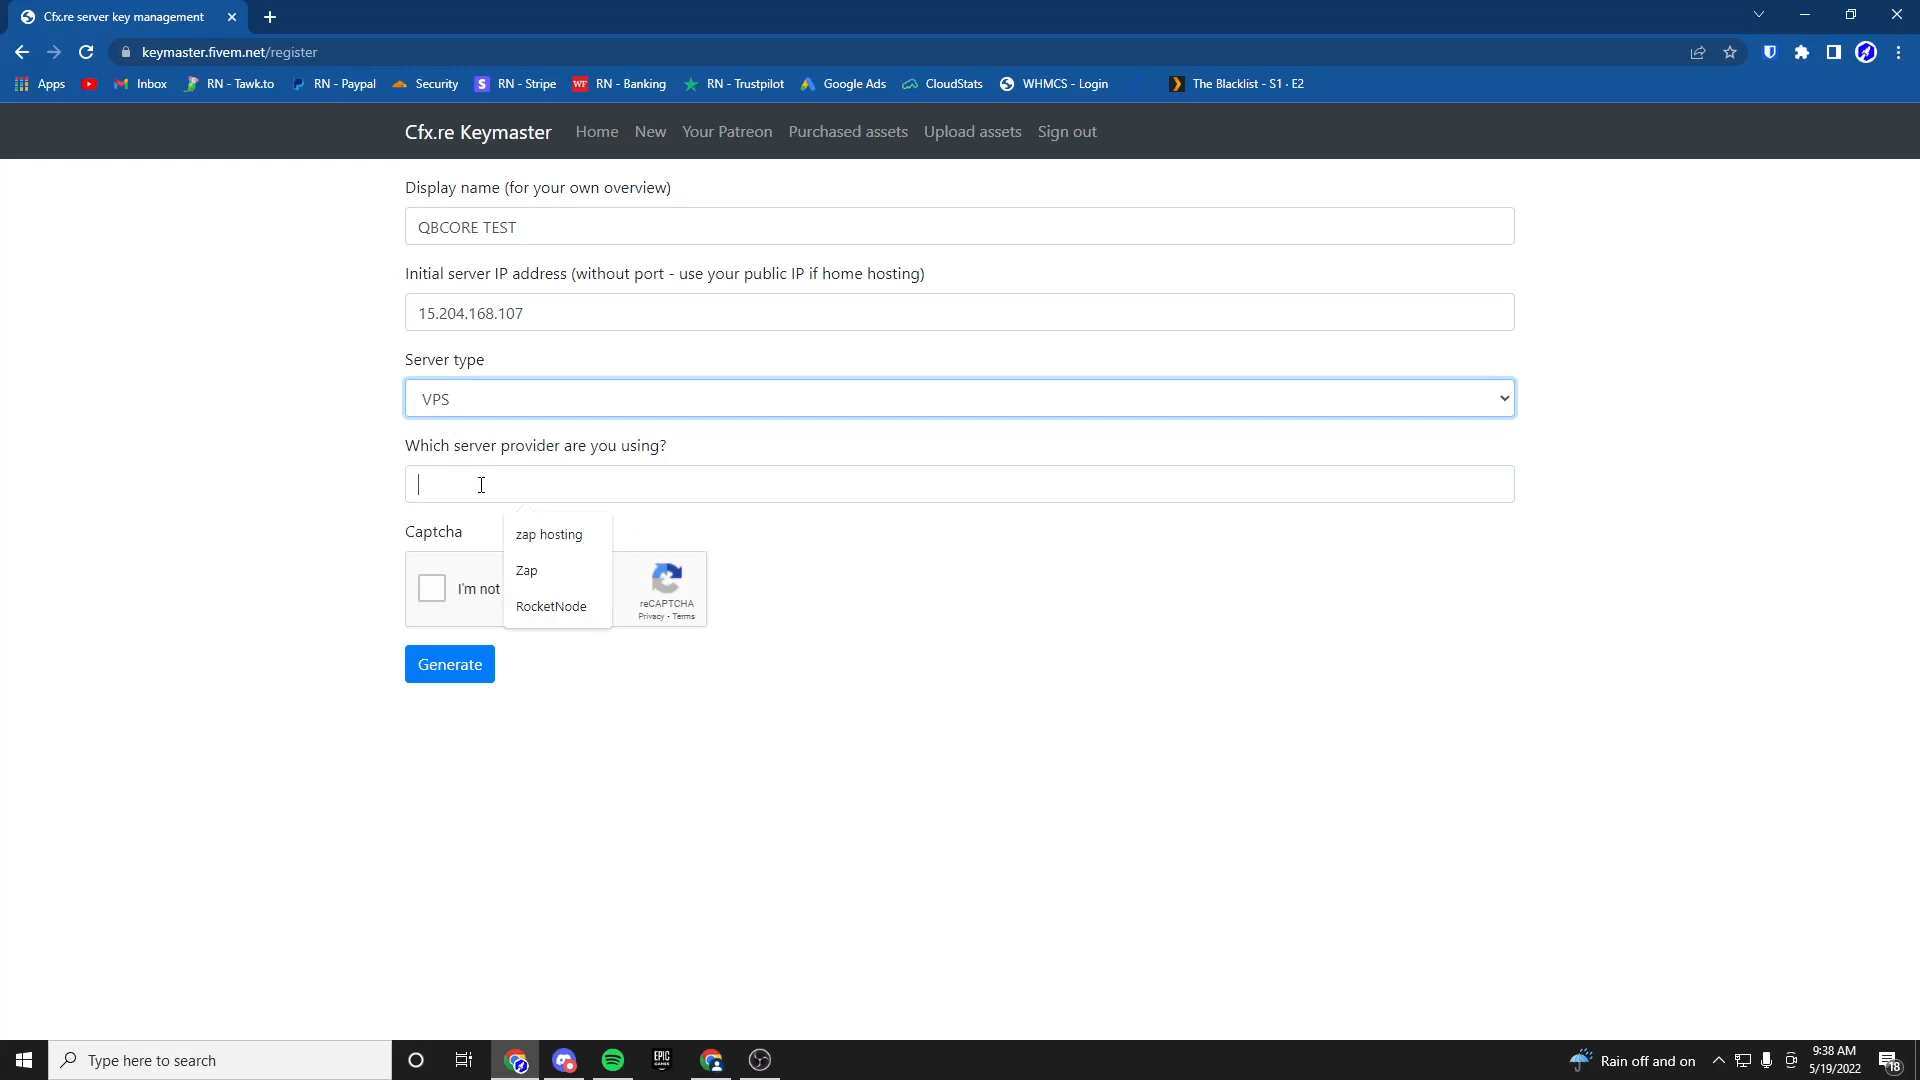 Cfx.re server key management
keymaster.fivem.net/register
Apps
Inbox
RN - Tawk.to
RN - Paypal
Security
S
RN - Stripe
WF
RN - Banking
RN - Trustpilot
Google Ads
CloudStats
WHMCS - Login
The Blacklist - S1 · E2
Cfx.re Keymaster
Home
New
Your Patreon
Purchased assets
Upload assets
Sign out
Display name (for your own overview)
QBCORE TEST
Initial server IP address (without port - use your public IP if home hosting)
15.204.168.107
Server type
VPS
Which server provider are you using?
Captcha
zap hosting
Zap
RocketNode
I'm not
reCAPTCHA
Privacy - Terms
Generate
Type here to search
EPIC
GAMES
Rain off and on
9:38 AM
5/19/2022
18